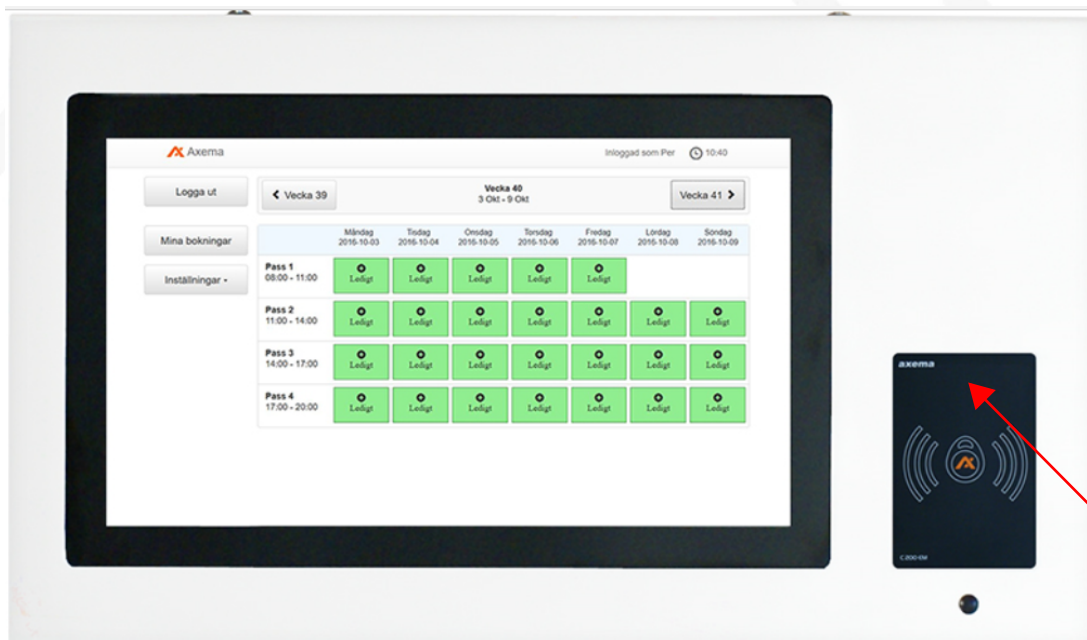 Axema
Inloggad som Per 10:40
Logga ut
Vecka 39
Vecka 40
3 Okt - 9 Okt
Vecka 41
Mina bokningar
Inställningar
Måndag Tisdag Onsdag Torsdag Fredag Lördag Söndag
2016-10-03 2016-10-04 2016-10-05 2016-10-06 2016-10-07 2016-10-08 2016-10-09
Pass 1
08:00 - 11:00
Ledigt Ledigt Ledigt Ledigt Ledigt
Pass 2
11:00 - 14:00
Ledigt Ledigt Ledigt Ledigt Ledigt Ledigt Ledigt
Pass 3
14:00 - 17:00
Ledigt Ledigt Ledigt Ledigt Ledigt Ledigt Ledigt
Pass 4
17:00 - 20:00
Ledigt Ledigt Ledigt Ledigt Ledigt Ledigt Ledigt
axema
C200-EM